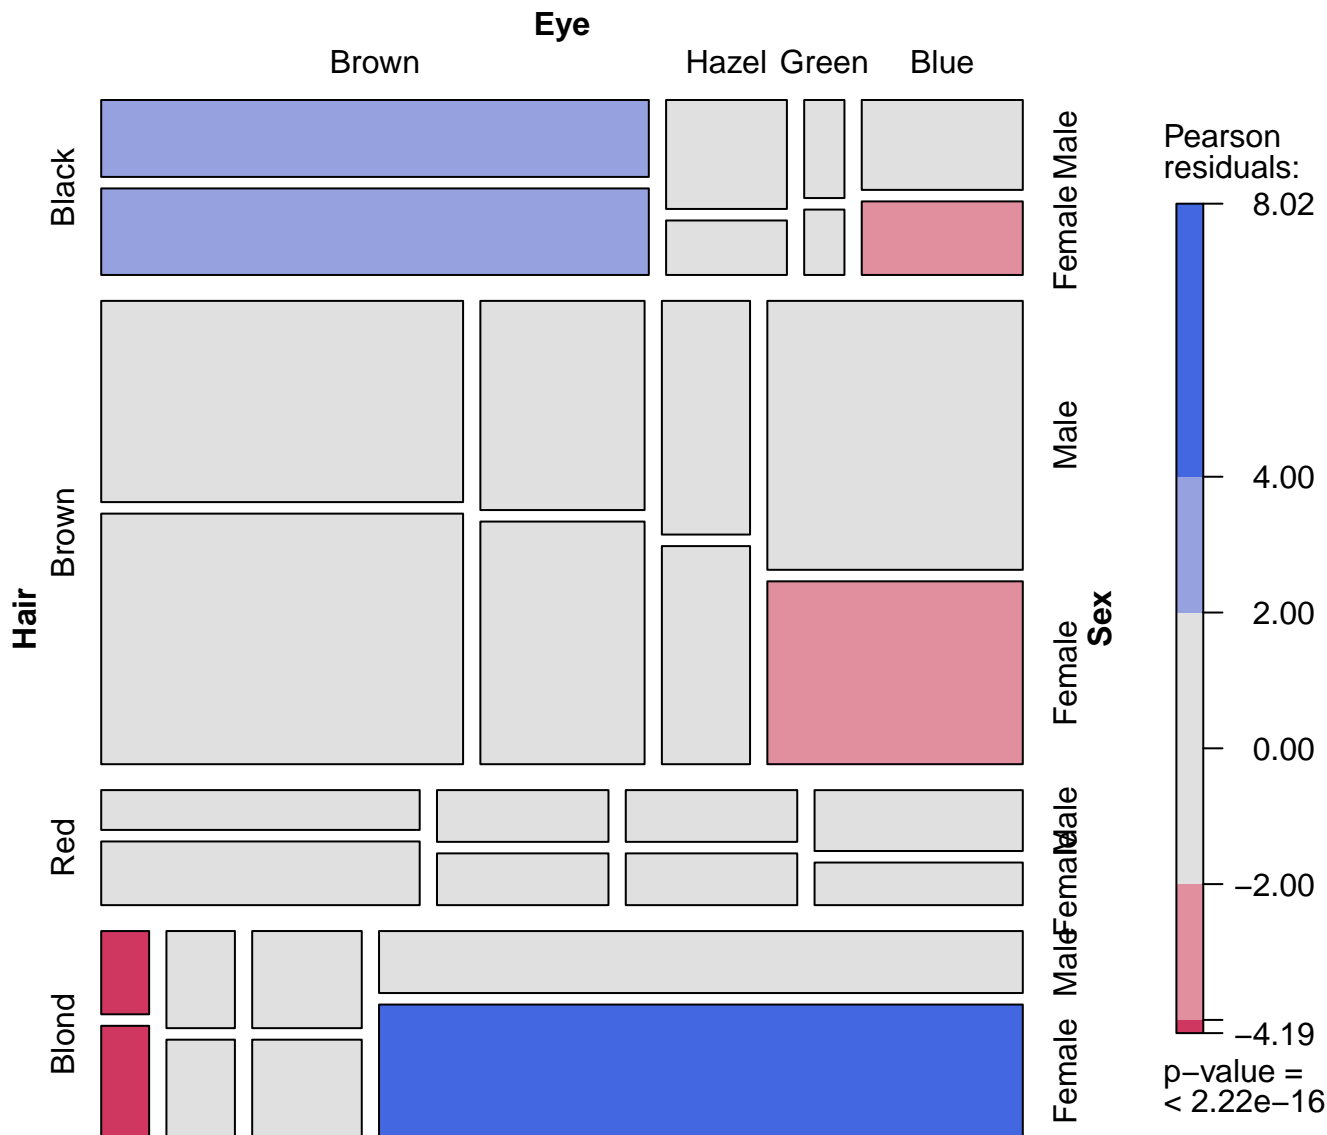 Eye
Brown Hazel Green Blue
Hair
Black
Brown
Red
Blond
Male
Female
Male
Female
Male
Female
Male
Female
Sex
Pearson
residuals:
8.02
4.00
2.00
0.00
−2.00
−4.19
p−value =
< 2.22e−16